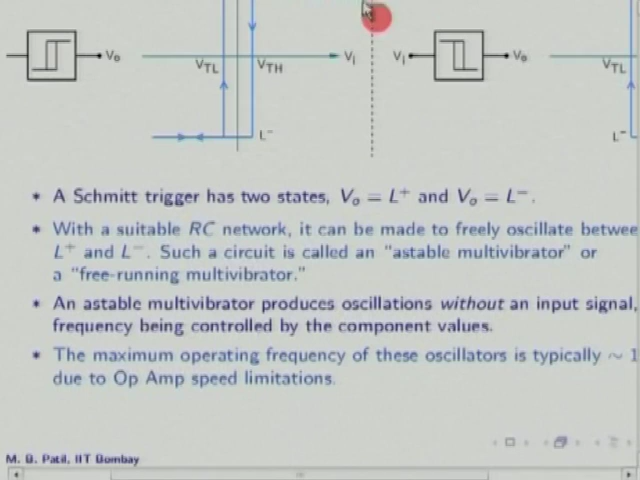 Vo
VTL
VTH
Vi
L−
Vi
Vo
VTL
L−
* A Schmitt trigger has two states, Vo = L+ and Vo = L−.
* With a suitable RC network, it can be made to freely oscillate betwee
L+ and L−. Such a circuit is called an "astable multivibrator" or
a "free-running multivibrator."
* An astable multivibrator produces oscillations without an input signal,
frequency being controlled by the component values.
* The maximum operating frequency of these oscillators is typically ∼ 1
due to Op Amp speed limitations.
M. B. Patil, IIT Bombay